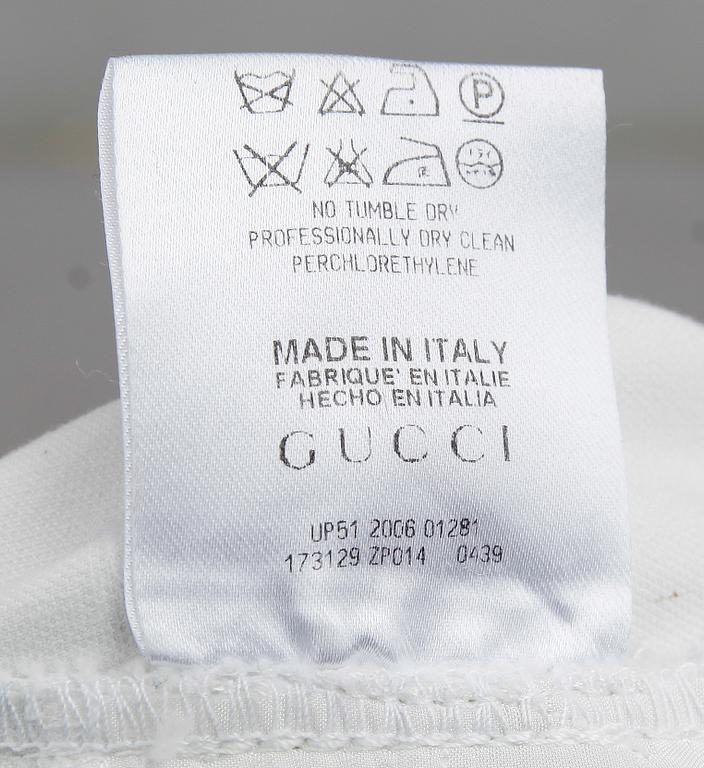 P
NO TUMBLE DRY
PROFESSIONALLY DRY CLEAN
PERCHLORETHYLENE
MADE IN ITALY
FABRIQUE' EN ITALIE
HECHO EN ITALIA
GUCCI
UP51 2006 01281
173129 ZP014 0439